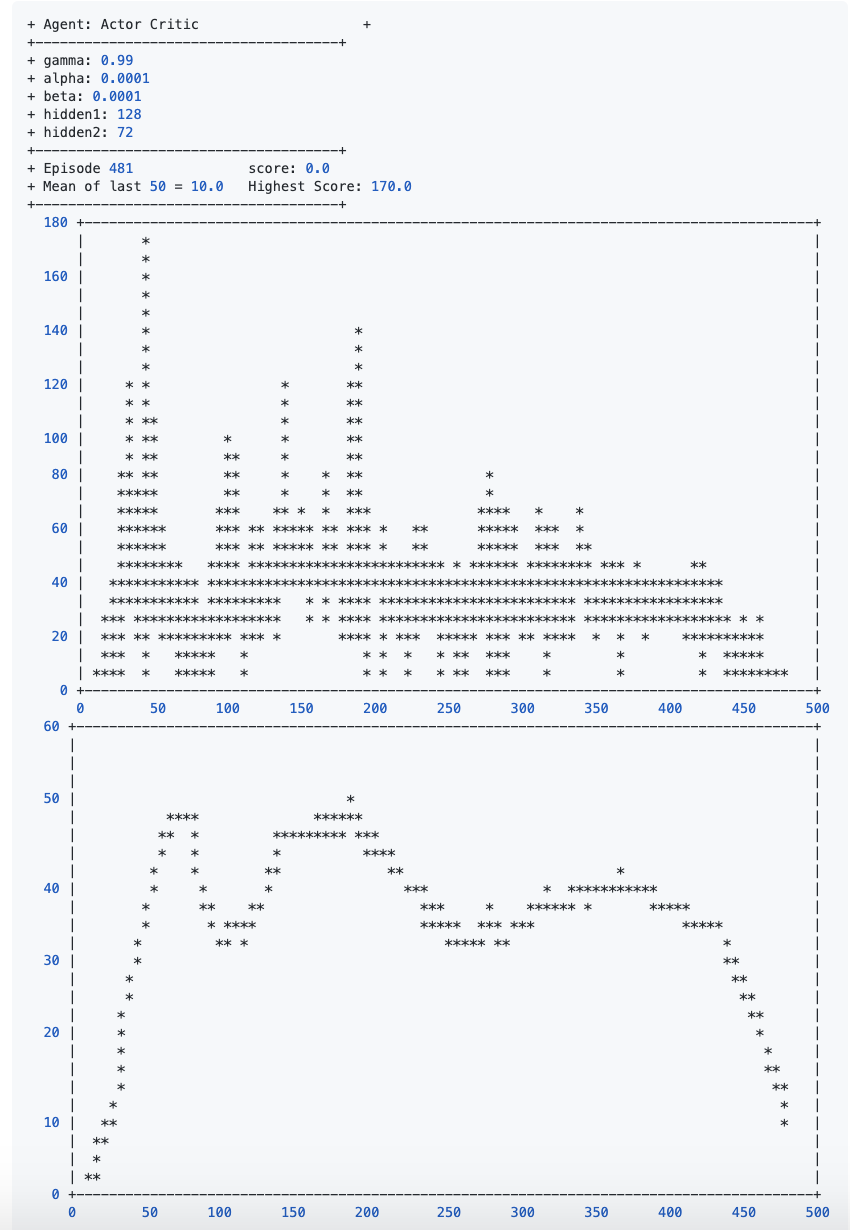 + Agent: Actor Critic +
+-------------------------------------+
+ gamma: 0.99
+ alpha: 0.0001
+ beta: 0.0001
+ hidden1: 128
+ hidden2: 72
+-------------------------------------+
+ Episode 481 score: 0.0
+ Mean of last 50 = 10.0 Highest Score: 170.0
+-------------------------------------+
180
160
140
120
100
80
60
40
20
0
0 50 100 150 200 250 300 350 400 450 500
60
50
40
30
20
10
0
0 50 100 150 200 250 300 350 400 450 500